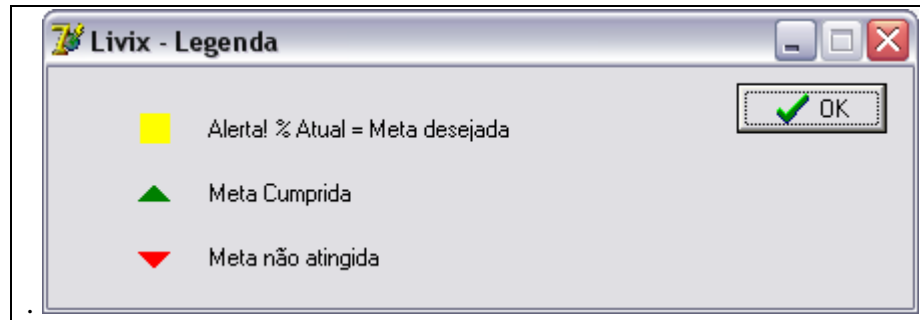 Livix - Legenda
OK
Alerta! % Atual = Meta desejada
Meta Cumprida
Meta não atingida
.